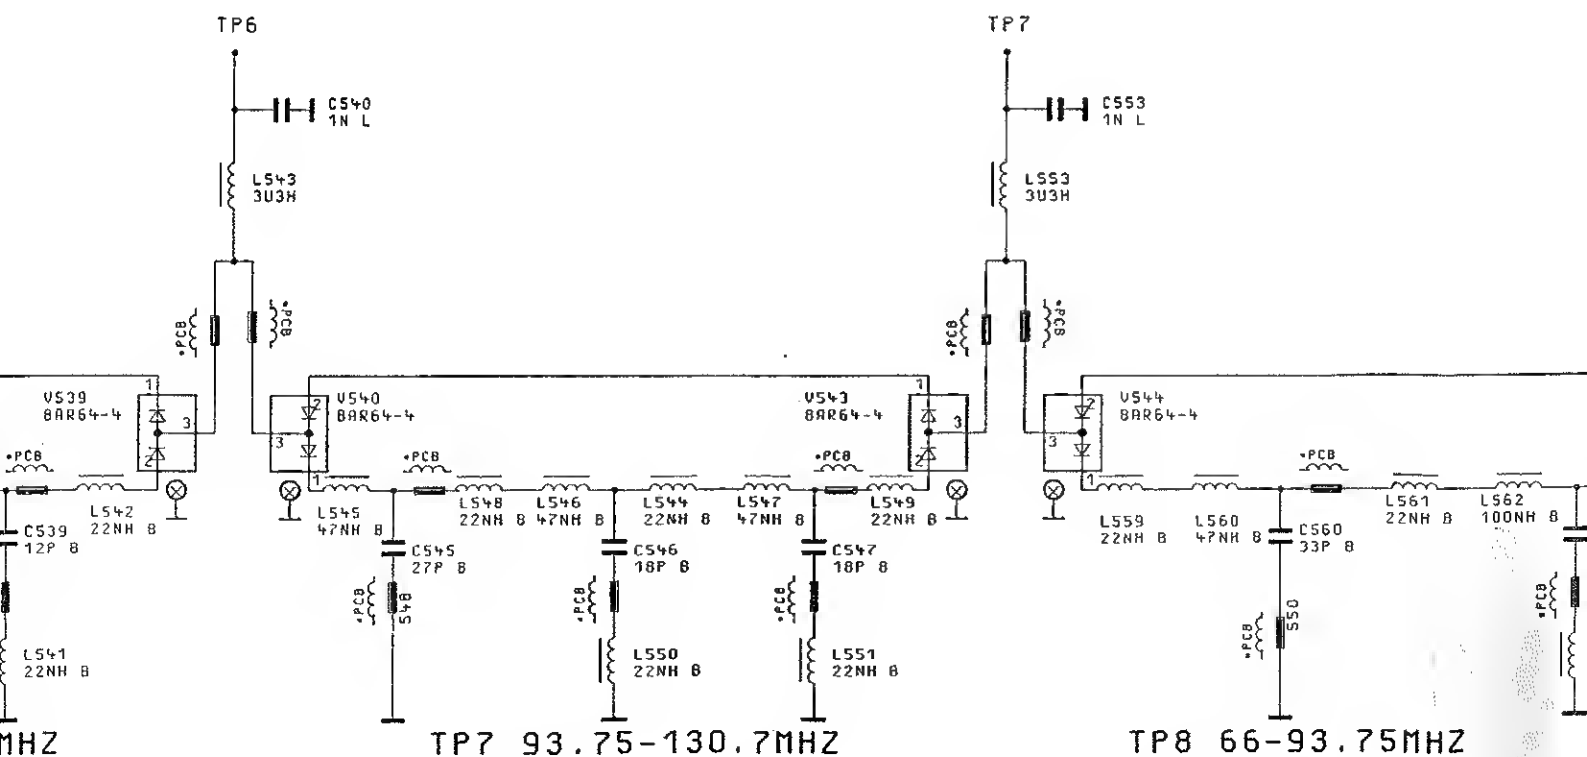 TP6
TP7
C540
1N L
C553
1N L
L543
3U3H
L553
3U3H
*PCB
*PCB
*PCB
*PCB
V539
BAR64-4
1
3
2
V540
BAR64-4
2
3
1
V543
BAR64-4
1
3
2
V544
BAR64-4
2
3
1
*PCB
*PCB
*PCB
*PCB
L542
22NH B
L545
47NH B
L548
22NH B
L546
47NH B
L544
22NH B
L547
47NH B
L549
22NH B
L559
22NH B
L560
47NH B
L561
22NH B
L562
100NH B
C539
12P B
C545
27P B
C546
18P B
C547
18P B
C560
33P B
*PCB
548
*PCB
*PCB
*PCB
550
*PCB
L541
22NH B
L550
22NH B
L551
22NH B
MHZ
TP7 93.75-130.7MHZ
TP8 66-93.75MHZ